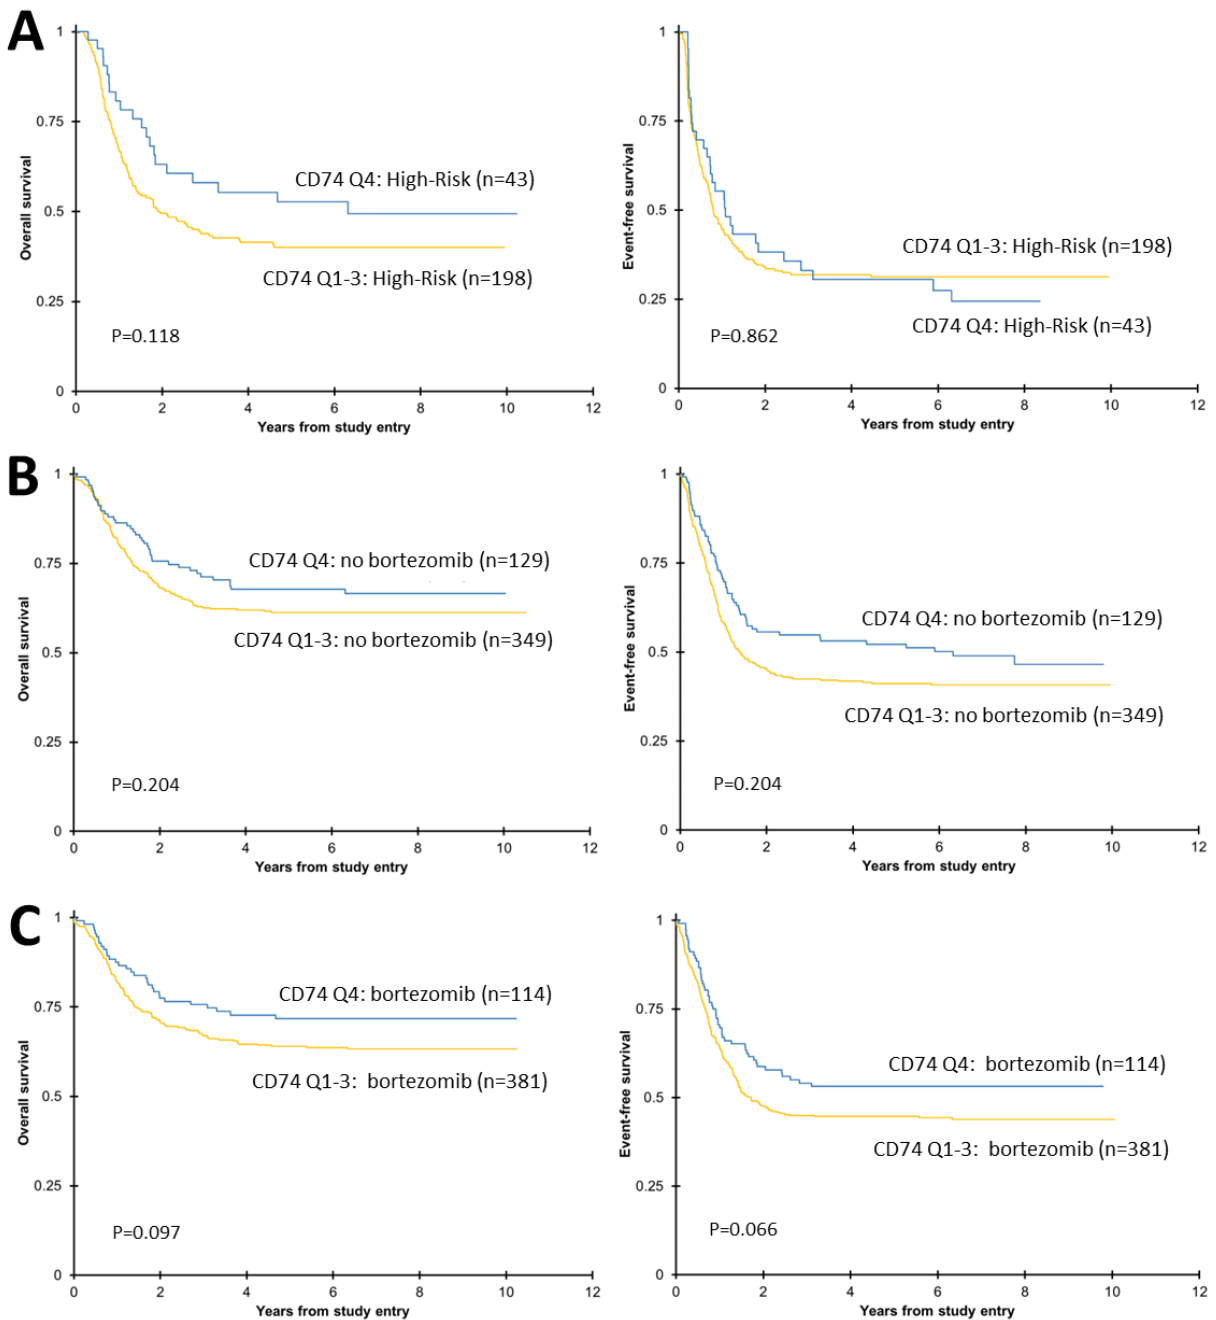 A
1
0.75
0.5
0.25
0
Overall survival
CD74 Q4: High-Risk (n=43)
CD74 Q1-3: High-Risk (n=198)
P=0.118
0 2 4 6 8 10 12
Years from study entry
1
0.75
0.5
0.25
0
Event-free survival
CD74 Q1-3: High-Risk (n=198)
CD74 Q4: High-Risk (n=43)
P=0.862
0 2 4 6 8 10 12
Years from study entry
B
1
0.75
0.5
0.25
0
Overall survival
CD74 Q4: no bortezomib (n=129)
CD74 Q1-3: no bortezomib (n=349)
P=0.204
0 2 4 6 8 10 12
Years from study entry
1
0.75
0.5
0.25
0
Event-free survival
CD74 Q4: no bortezomib (n=129)
CD74 Q1-3: no bortezomib (n=349)
P=0.204
0 2 4 6 8 10 12
Years from study entry
C
1
0.75
0.5
0.25
0
Overall survival
CD74 Q4: bortezomib (n=114)
CD74 Q1-3: bortezomib (n=381)
P=0.097
0 2 4 6 8 10 12
Years from study entry
1
0.75
0.5
0.25
0
Event-free survival
CD74 Q4: bortezomib (n=114)
CD74 Q1-3: bortezomib (n=381)
P=0.066
0 2 4 6 8 10 12
Years from study entry